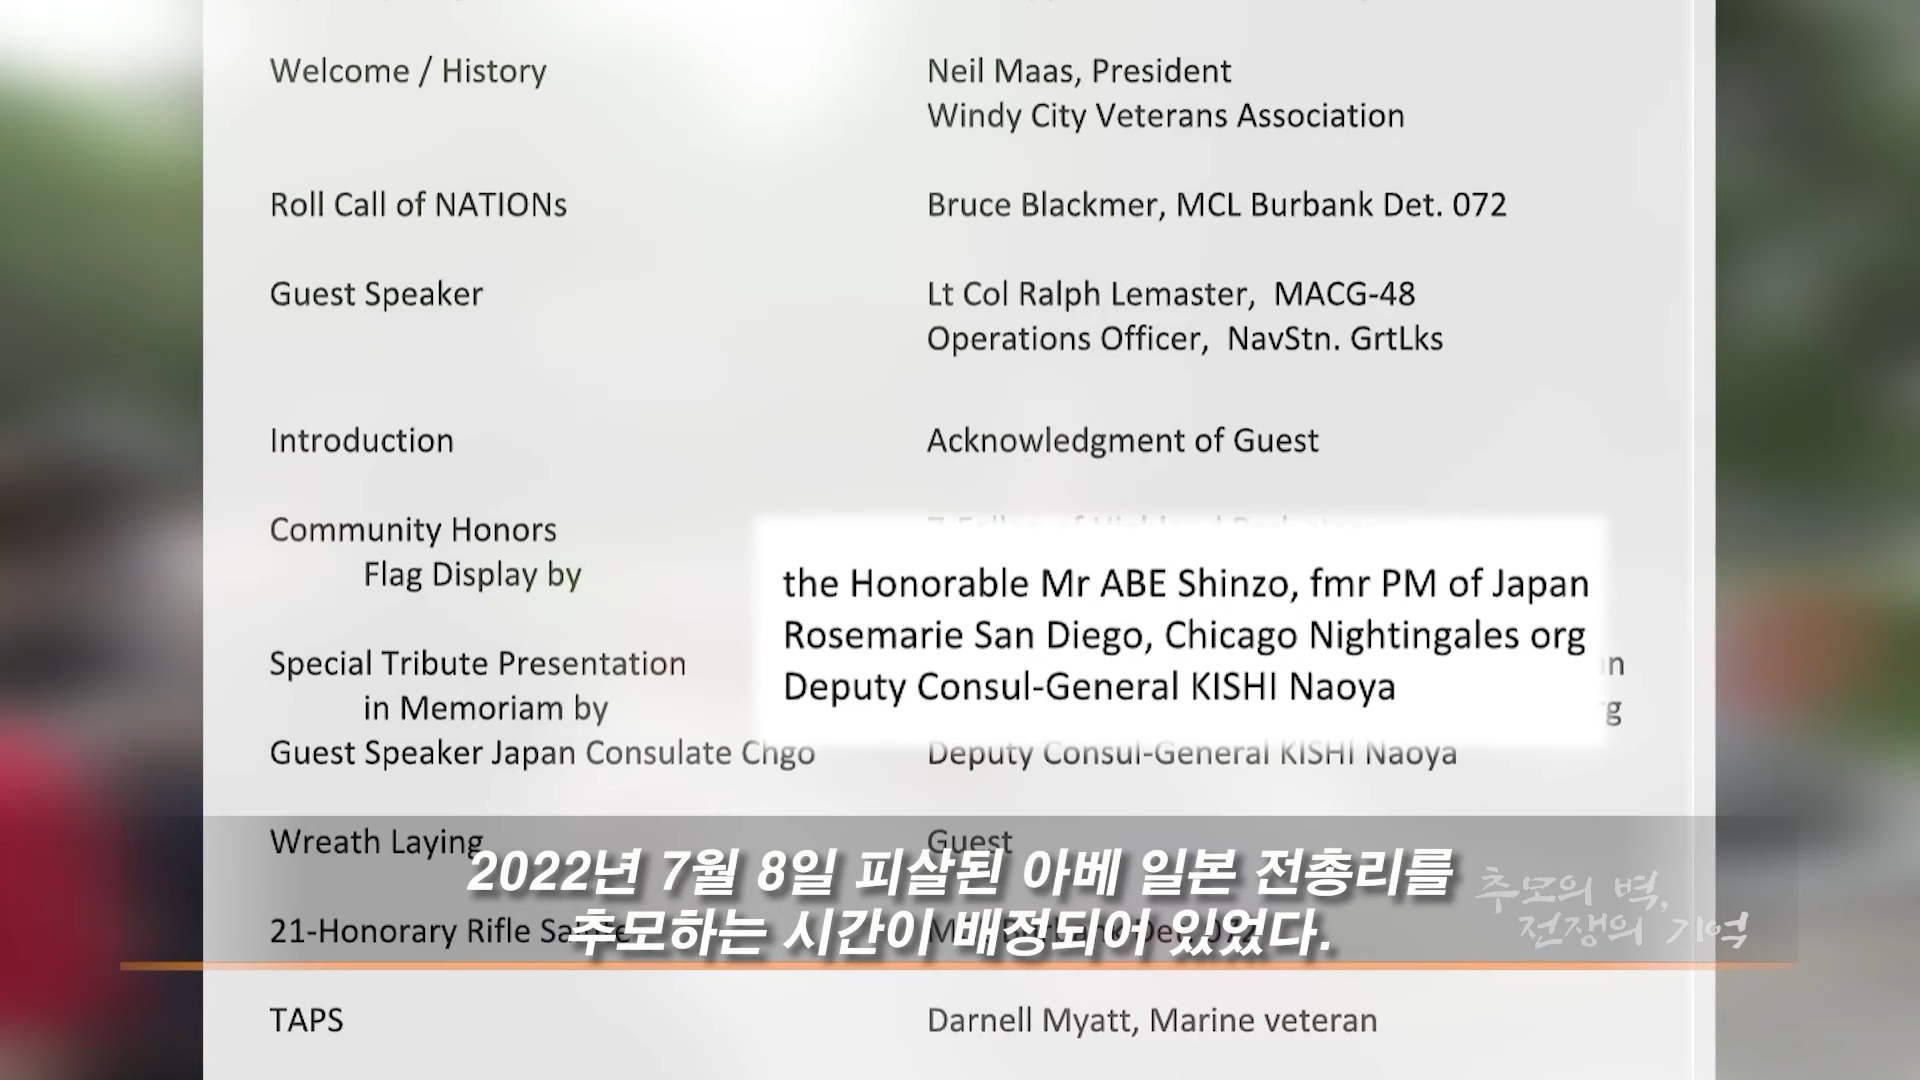 Welcome / History
Neil Maas, President
Windy City Veterans Association
Roll Call of NATIONs
Bruce Blackmer, MCL Burbank Det. 072
Guest Speaker
Lt Col Ralph Lemaster, MACG-48
Operations Officer, NavStn. GrtLks
Introduction
Acknowledgment of Guest
Community Honors
Flag Display by
the Honorable Mr ABE Shinzo, fmr PM of Japan
Rosemarie San Diego, Chicago Nightingales org
Deputy Consul-General KISHI Naoya
Special Tribute Presentation
in Memoriam by
Guest Speaker Japan Consulate Chgo
Deputy Consul-General KISHI Naoya
Wreath Laying
Guest
2022년 7월 8일 피살된 아베 일본 전총리를
추모하는 시간이 배정되어 있었다.
추모의 벽,
전쟁의 기억
21-Honorary Rifle
TAPS
Darnell Myatt, Marine veteran